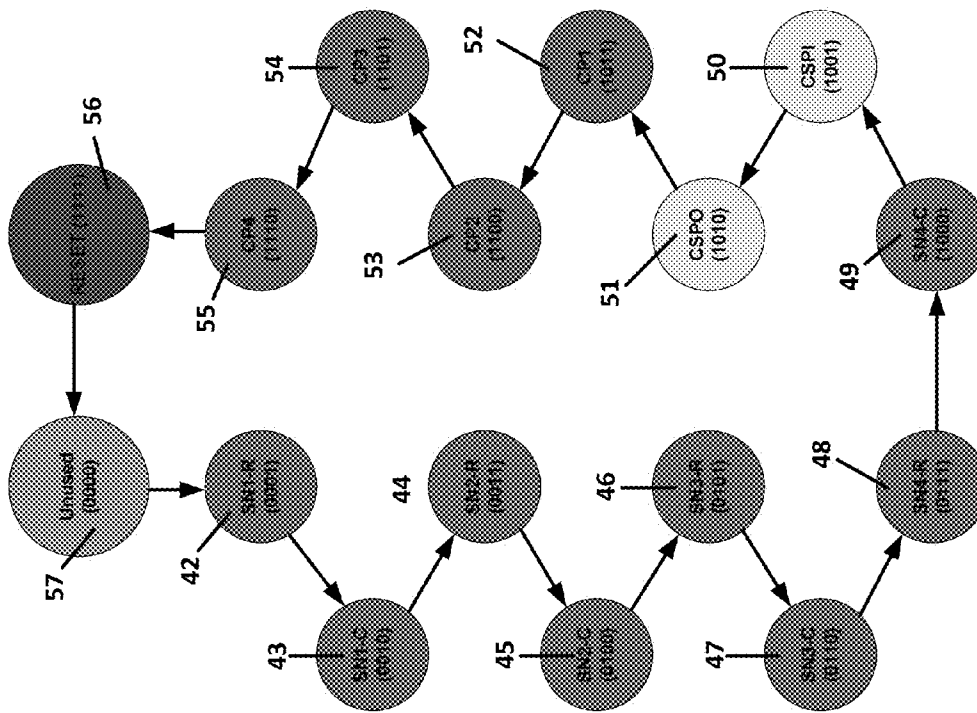 57
Unused
(0000)
42
SN1-R
(0001)
43
SN1-C
(0010)
44
SN2-R
(0011)
45
SN2-C
(0100)
46
SN3-R
(0101)
47
SN3-C
(0110)
48
SN4-R
(0111)
49
SN4-C
(1000)
50
CSPI
(1001)
51
CSPO
(1010)
52
CP1
(1011)
53
CP2
(1100)
54
CP3
(1101)
55
CP4
(1110)
56
(1111)